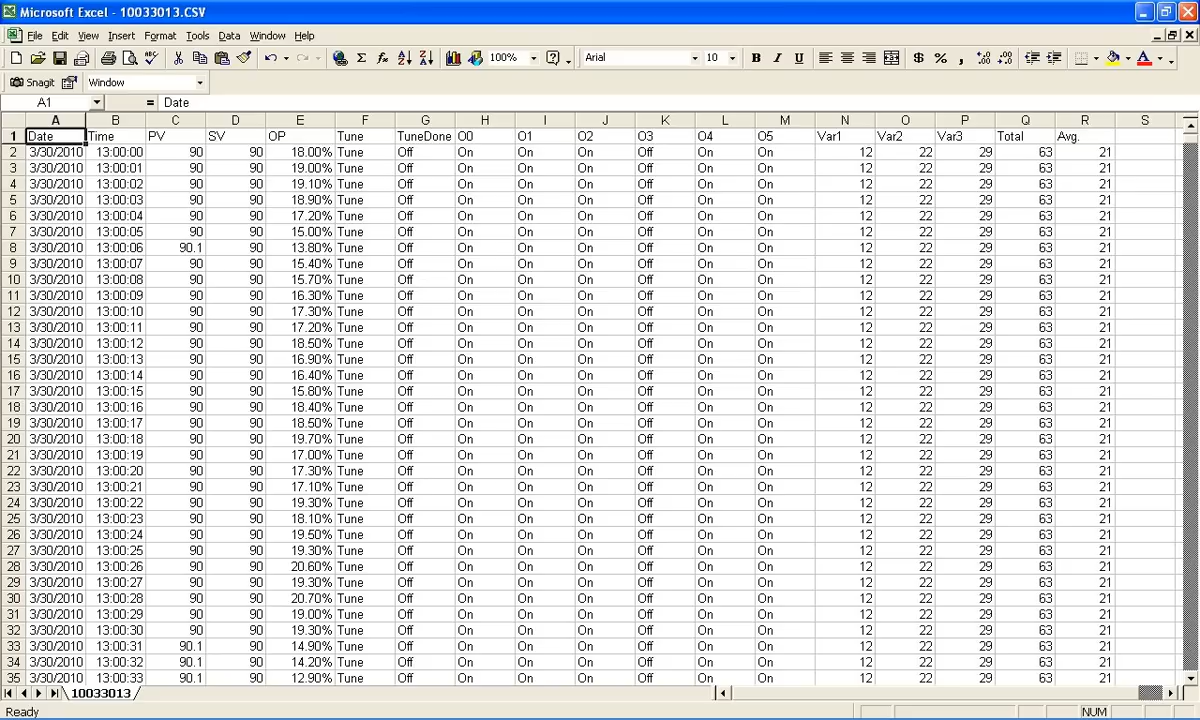 Microsoft Excel - 10033013.CSV
File Edit View Insert Format Tools Data Window Help
100% Arial 10 B I U $ % ,
Snagit Window
A1 = Date
A B C D E F G H I J K L M N O P Q R S
1 Date Time PV SV OP Tune TuneDone O0 O1 O2 O3 O4 O5 Var1 Var2 Var3 Total Avg.
2 3/30/2010 13:00:00 90 90 18.00% Tune Off On On On Off On On 12 22 29 63 21
3 3/30/2010 13:00:01 90 90 19.00% Tune Off On On On Off On On 12 22 29 63 21
4 3/30/2010 13:00:02 90 90 19.10% Tune Off On On On Off On On 12 22 29 63 21
5 3/30/2010 13:00:03 90 90 18.90% Tune Off On On On Off On On 12 22 29 63 21
6 3/30/2010 13:00:04 90 90 17.20% Tune Off On On On Off On On 12 22 29 63 21
7 3/30/2010 13:00:05 90 90 15.00% Tune Off On On On Off On On 12 22 29 63 21
8 3/30/2010 13:00:06 90.1 90 13.80% Tune Off On On On Off On On 12 22 29 63 21
9 3/30/2010 13:00:07 90 90 15.40% Tune Off On On On Off On On 12 22 29 63 21
10 3/30/2010 13:00:08 90 90 15.70% Tune Off On On On Off On On 12 22 29 63 21
11 3/30/2010 13:00:09 90 90 16.30% Tune Off On On On Off On On 12 22 29 63 21
12 3/30/2010 13:00:10 90 90 17.30% Tune Off On On On Off On On 12 22 29 63 21
13 3/30/2010 13:00:11 90 90 17.20% Tune Off On On On Off On On 12 22 29 63 21
14 3/30/2010 13:00:12 90 90 18.50% Tune Off On On On Off On On 12 22 29 63 21
15 3/30/2010 13:00:13 90 90 16.90% Tune Off On On On Off On On 12 22 29 63 21
16 3/30/2010 13:00:14 90 90 16.40% Tune Off On On On Off On On 12 22 29 63 21
17 3/30/2010 13:00:15 90 90 15.80% Tune Off On On On Off On On 12 22 29 63 21
18 3/30/2010 13:00:16 90 90 18.40% Tune Off On On On Off On On 12 22 29 63 21
19 3/30/2010 13:00:17 90 90 18.50% Tune Off On On On Off On On 12 22 29 63 21
20 3/30/2010 13:00:18 90 90 19.70% Tune Off On On On Off On On 12 22 29 63 21
21 3/30/2010 13:00:19 90 90 17.00% Tune Off On On On Off On On 12 22 29 63 21
22 3/30/2010 13:00:20 90 90 17.30% Tune Off On On On Off On On 12 22 29 63 21
23 3/30/2010 13:00:21 90 90 17.10% Tune Off On On On Off On On 12 22 29 63 21
24 3/30/2010 13:00:22 90 90 19.30% Tune Off On On On Off On On 12 22 29 63 21
25 3/30/2010 13:00:23 90 90 18.10% Tune Off On On On Off On On 12 22 29 63 21
26 3/30/2010 13:00:24 90 90 19.50% Tune Off On On On Off On On 12 22 29 63 21
27 3/30/2010 13:00:25 90 90 19.30% Tune Off On On On Off On On 12 22 29 63 21
28 3/30/2010 13:00:26 90 90 20.60% Tune Off On On On Off On On 12 22 29 63 21
29 3/30/2010 13:00:27 90 90 19.30% Tune Off On On On Off On On 12 22 29 63 21
30 3/30/2010 13:00:28 90 90 20.70% Tune Off On On On Off On On 12 22 29 63 21
31 3/30/2010 13:00:29 90 90 19.00% Tune Off On On On Off On On 12 22 29 63 21
32 3/30/2010 13:00:30 90 90 19.30% Tune Off On On On Off On On 12 22 29 63 21
33 3/30/2010 13:00:31 90.1 90 14.90% Tune Off On On On Off On On 12 22 29 63 21
34 3/30/2010 13:00:32 90.1 90 14.20% Tune Off On On On Off On On 12 22 29 63 21
35 3/30/2010 13:00:33 90.1 90 12.90% Tune Off On On On Off On On 12 22 29 63 21
10033013
Ready NUM